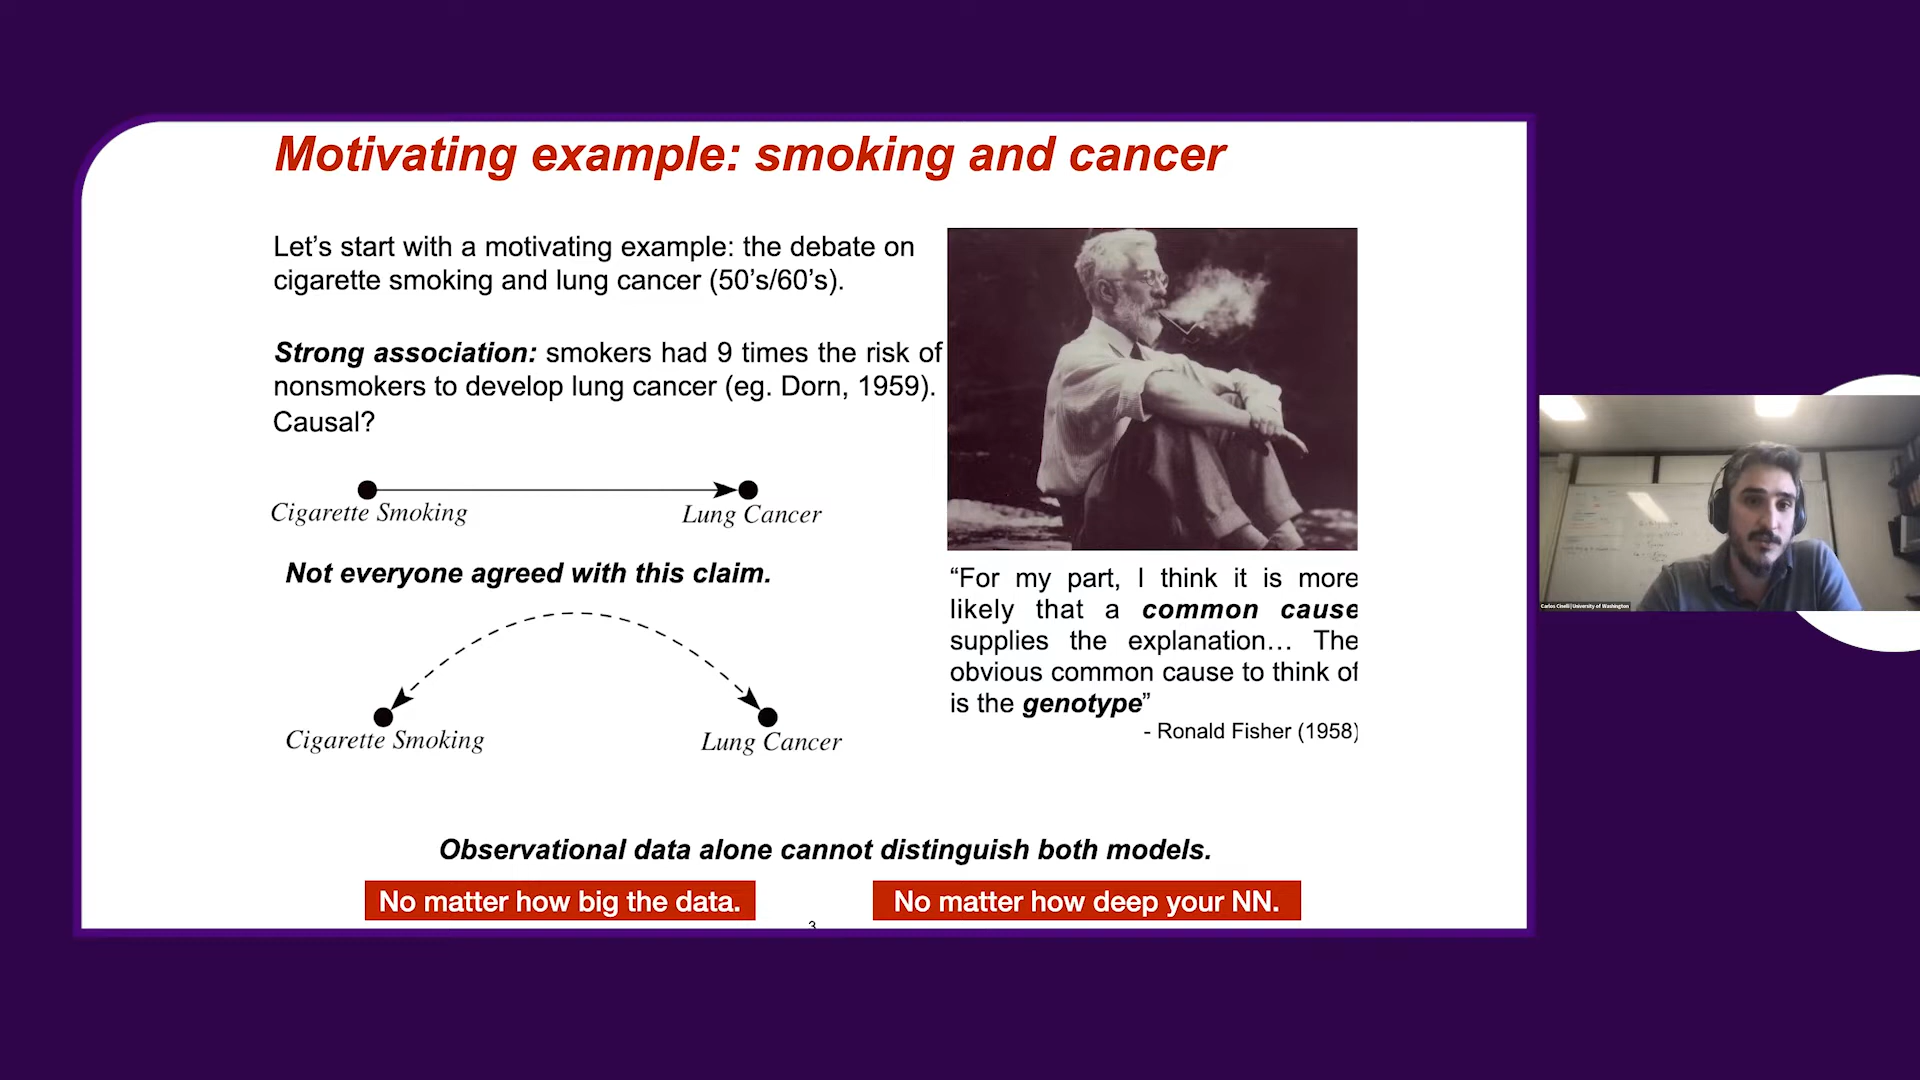 Motivating example: smoking and cancer
Let’s start with a motivating example: the debate on
cigarette smoking and lung cancer (50’s/60’s).
Strong association: smokers had 9 times the risk of
nonsmokers to develop lung cancer (eg. Dorn, 1959).
Causal?
Cigarette Smoking
Lung Cancer
Not everyone agreed with this claim.
Cigarette Smoking
Lung Cancer
“For my part, I think it is more
likely that a common cause
supplies the explanation… The
obvious common cause to think of
is the genotype”
- Ronald Fisher (1958)
Observational data alone cannot distinguish both models.
No matter how big the data.
No matter how deep your NN.
3
Carlos Cinelli | University of Washington